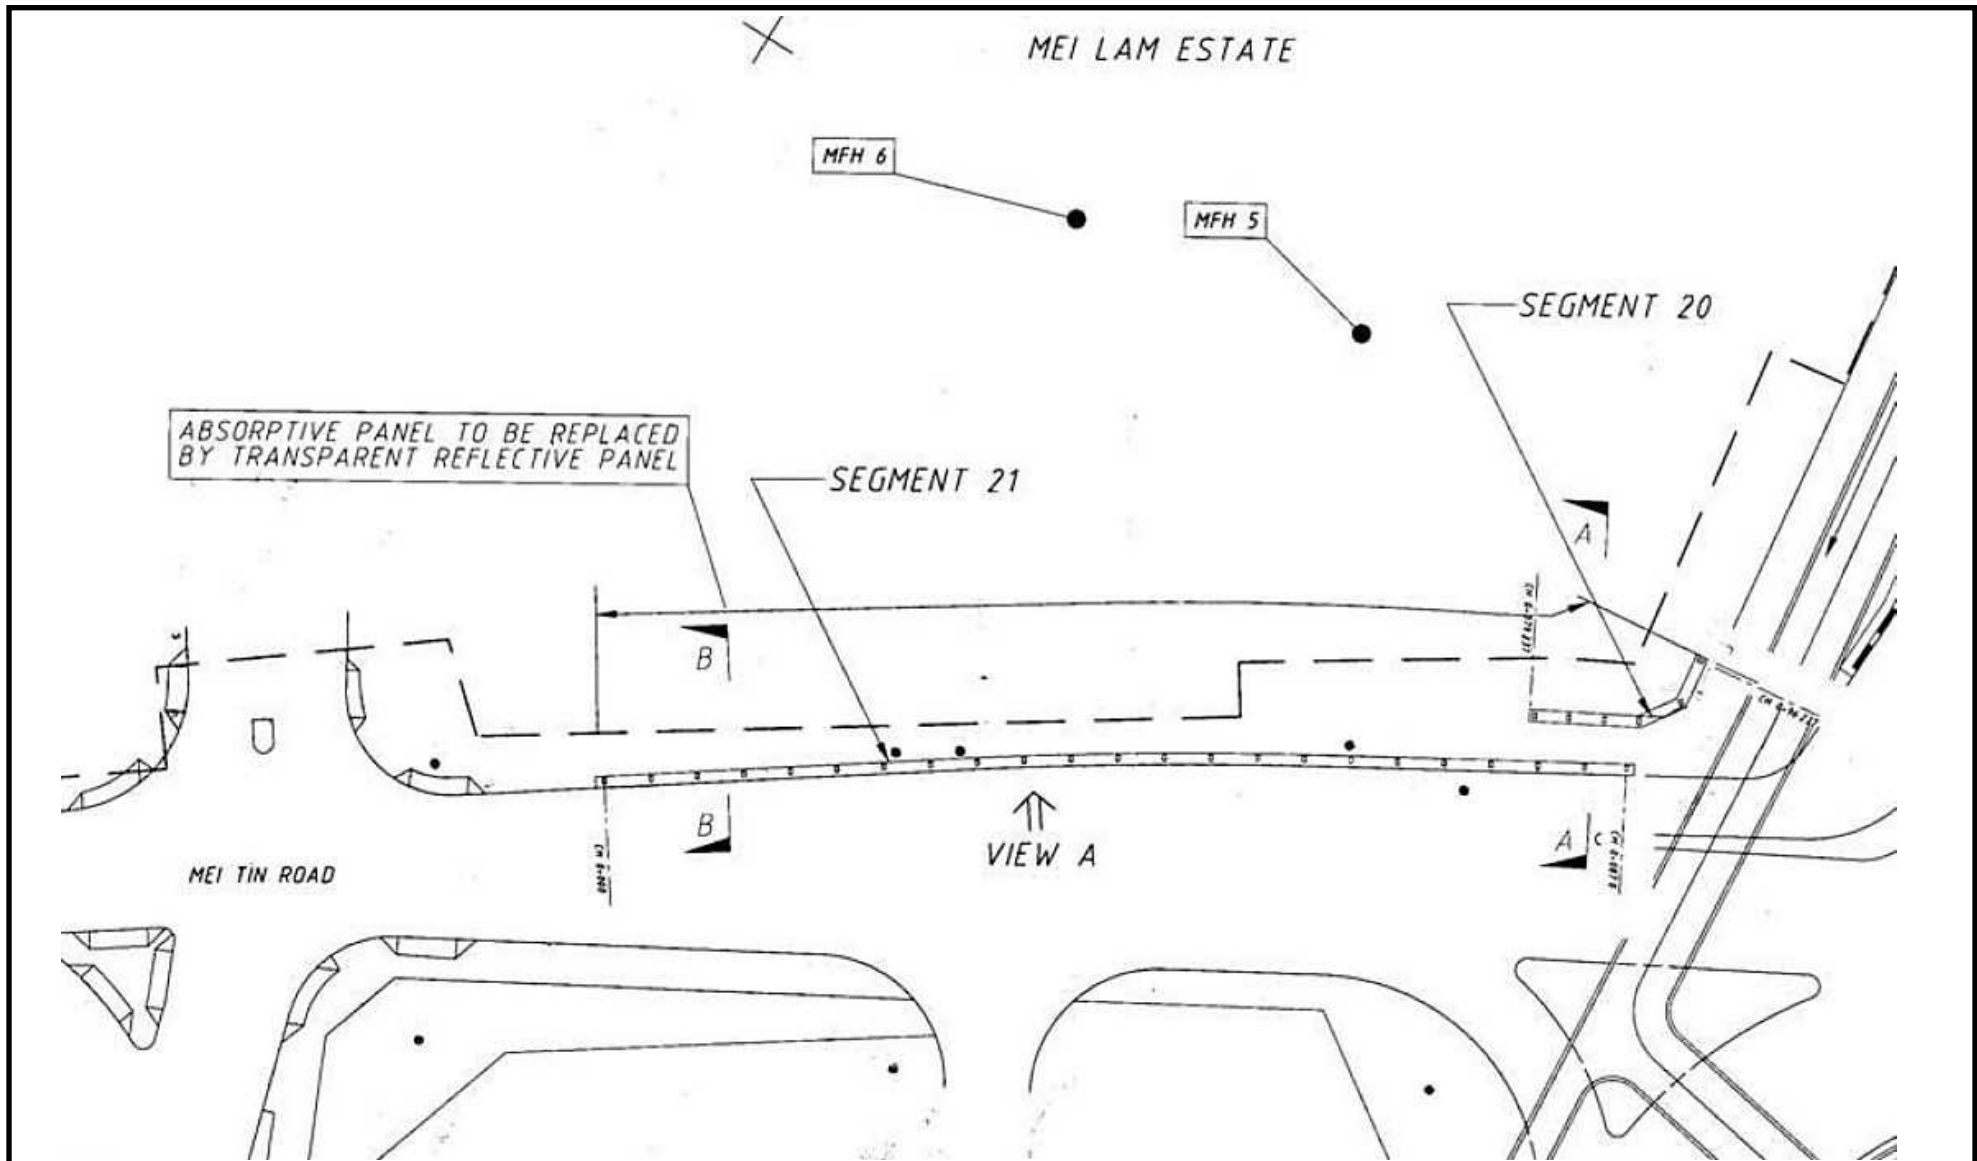 MEI LAM ESTATE
MFH 6
MFH 5
SEGMENT 20
ABSORPTIVE PANEL TO BE REPLACED
BY TRANSPARENT REFLECTIVE PANEL
SEGMENT 21
A
B
B
A
C
VIEW A
MEI TIN ROAD